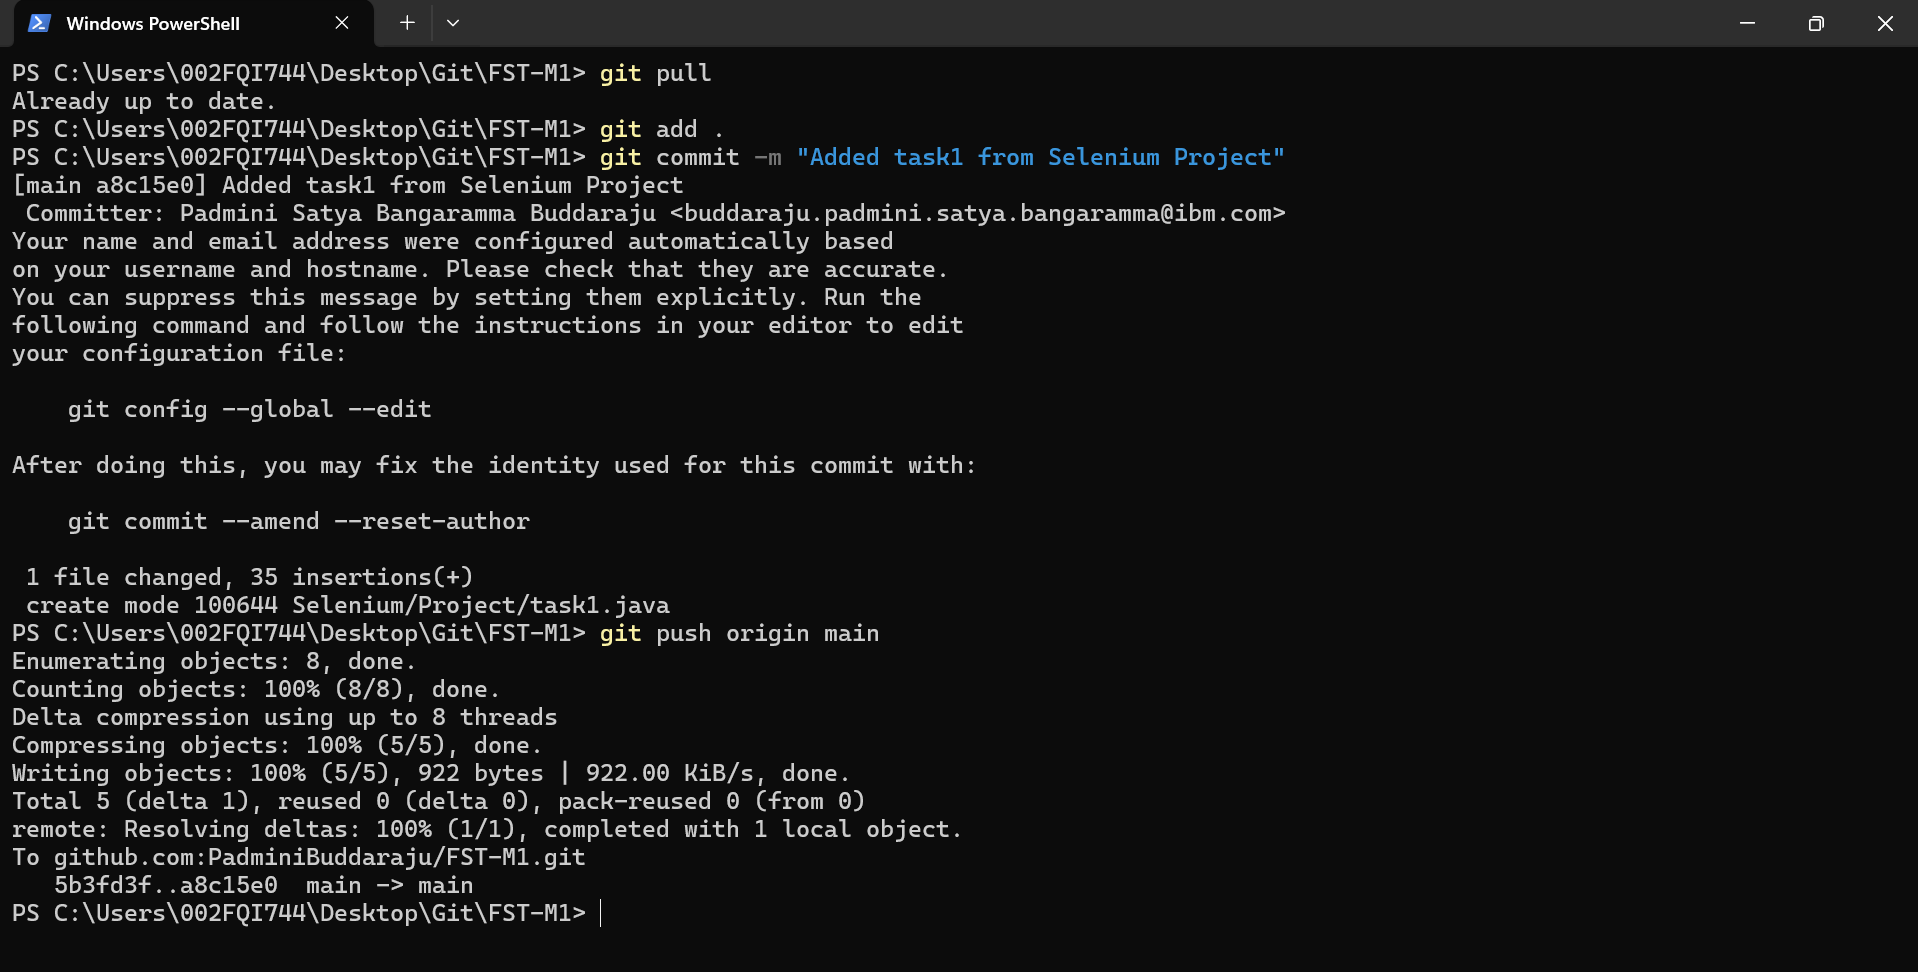 Windows PowerShell
PS C:\Users\002FQI744\Desktop\Git\FST-M1> git pull
Already up to date.
PS C:\Users\002FQI744\Desktop\Git\FST-M1> git add .
PS C:\Users\002FQI744\Desktop\Git\FST-M1> git commit -m "Added task1 from Selenium Project"
[main a8c15e0] Added task1 from Selenium Project
 Committer: Padmini Satya Bangaramma Buddaraju <buddaraju.padmini.satya.bangaramma@ibm.com>
Your name and email address were configured automatically based
on your username and hostname. Please check that they are accurate.
You can suppress this message by setting them explicitly. Run the
following command and follow the instructions in your editor to edit
your configuration file:
    git config --global --edit
After doing this, you may fix the identity used for this commit with:
    git commit --amend --reset-author
 1 file changed, 35 insertions(+)
 create mode 100644 Selenium/Project/task1.java
PS C:\Users\002FQI744\Desktop\Git\FST-M1> git push origin main
Enumerating objects: 8, done.
Counting objects: 100% (8/8), done.
Delta compression using up to 8 threads
Compressing objects: 100% (5/5), done.
Writing objects: 100% (5/5), 922 bytes | 922.00 KiB/s, done.
Total 5 (delta 1), reused 0 (delta 0), pack-reused 0 (from 0)
remote: Resolving deltas: 100% (1/1), completed with 1 local object.
To github.com:PadminiBuddaraju/FST-M1.git
   5b3fd3f..a8c15e0  main -> main
PS C:\Users\002FQI744\Desktop\Git\FST-M1>